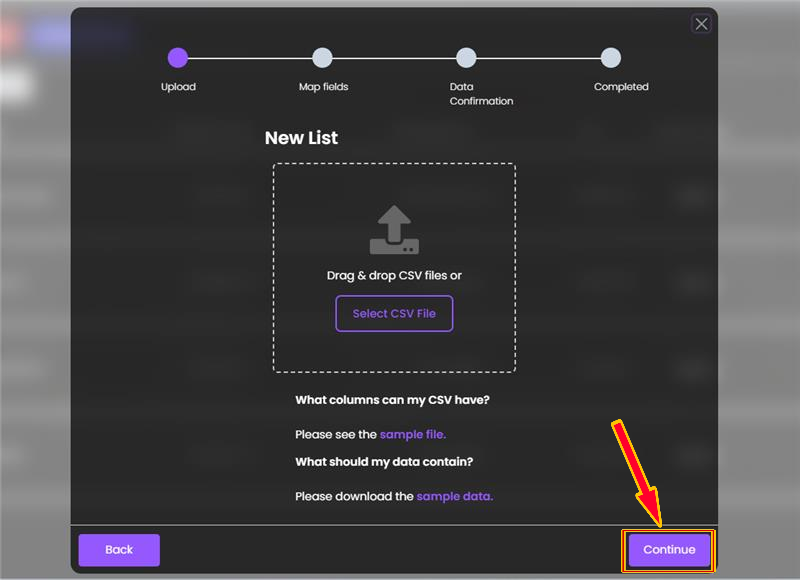 Upload
Map fields
Data
Confirmation
Completed
New List
Drag & drop CSV files or
Select CSV File
What columns can my CSV have?
Please see the sample file.
What should my data contain?
Please download the sample data.
Back
Continue